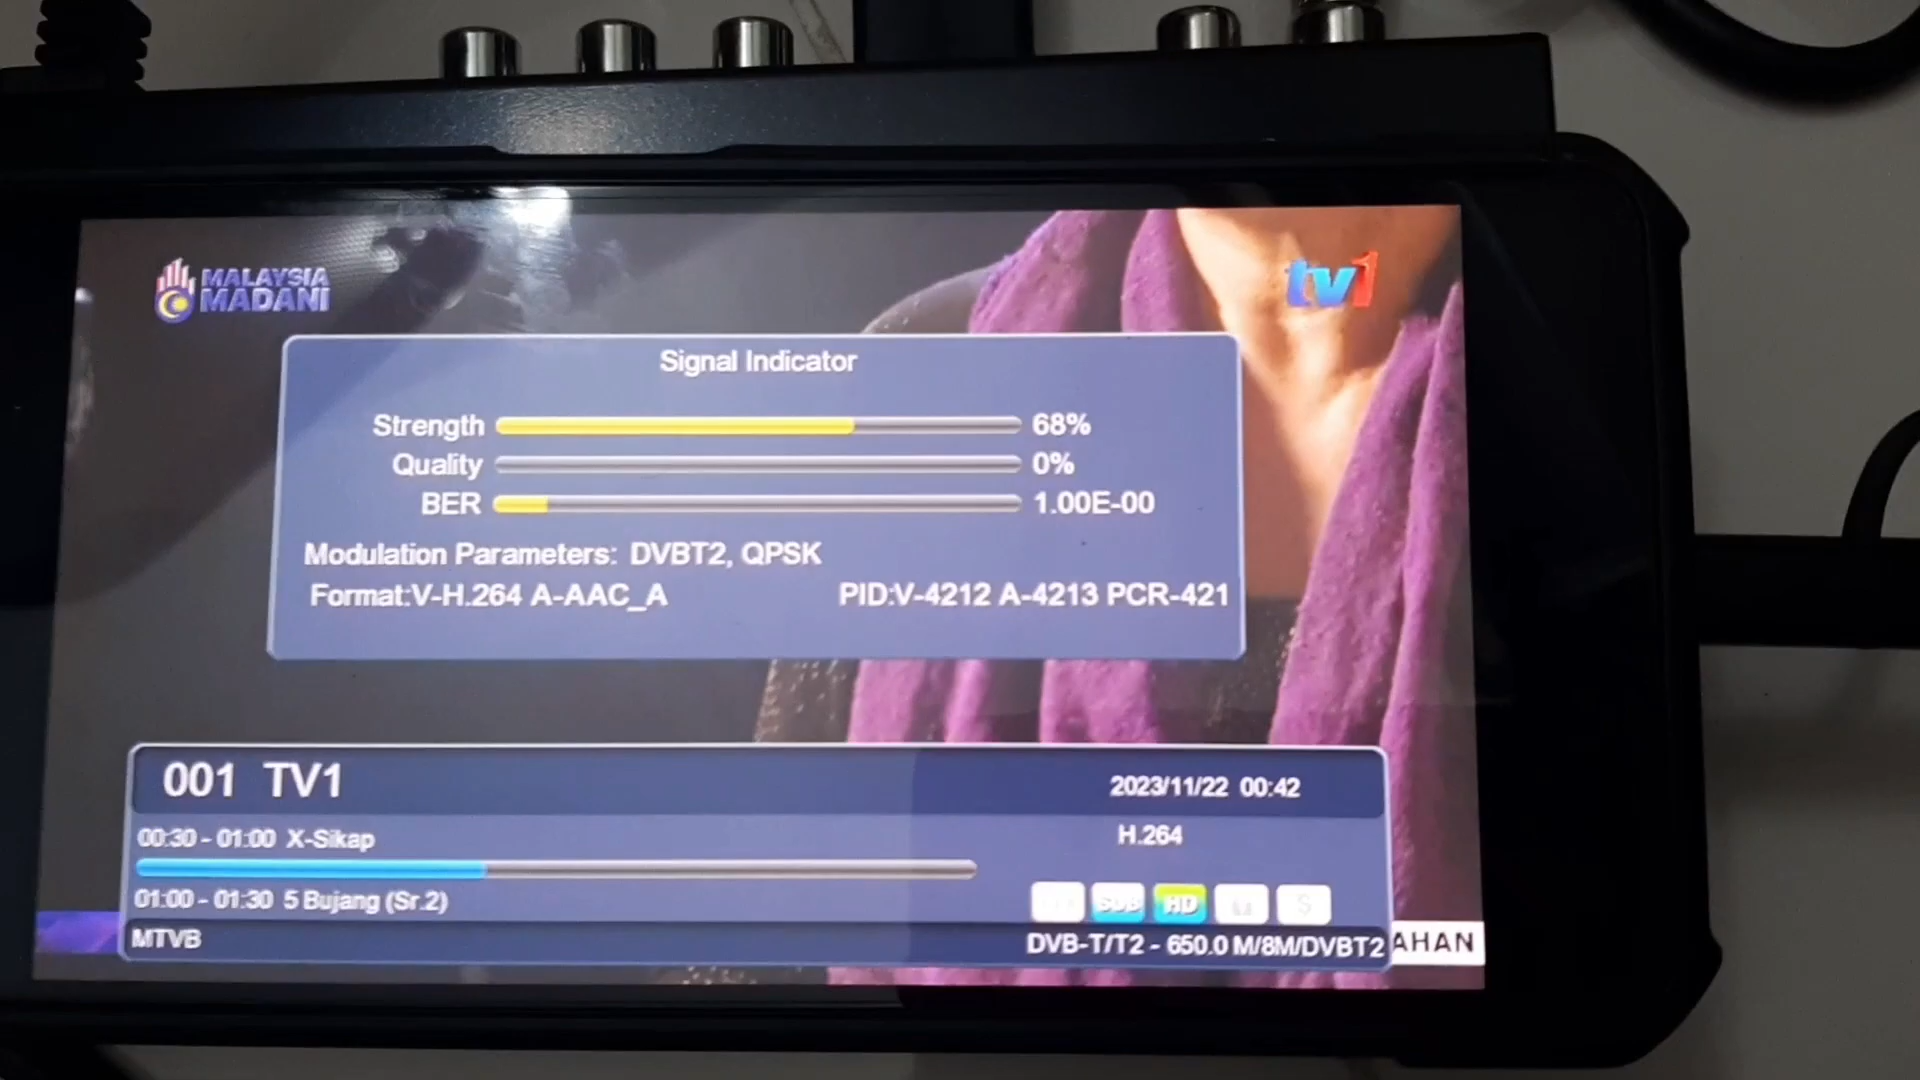 MALAYSIA
MADANI
tv1
Signal Indicator
Strength 68%
Quality 0%
BER 1.00E-00
Modulation Parameters: DVBT2, QPSK
Format:V-H.264 A-AAC_A PID:V-4212 A-4213 PCR-421
001 TV1 2023/11/22 00:42
00:30 - 01:00 X-Sikap H.264
01:00 - 01:30 5 Bujang (Sr.2)
SUB HD $
MTVB DVB-T/T2 - 650.0 M/8M/DVBT2
AHAN